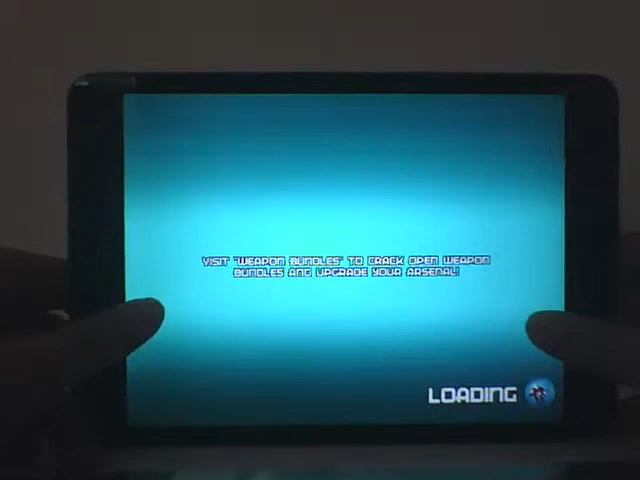 VISIT "WEAPON BUNDLES" TO CRACK OPEN WEAPON
BUNDLES AND UPGRADE YOUR ARSENAL!
LOADING